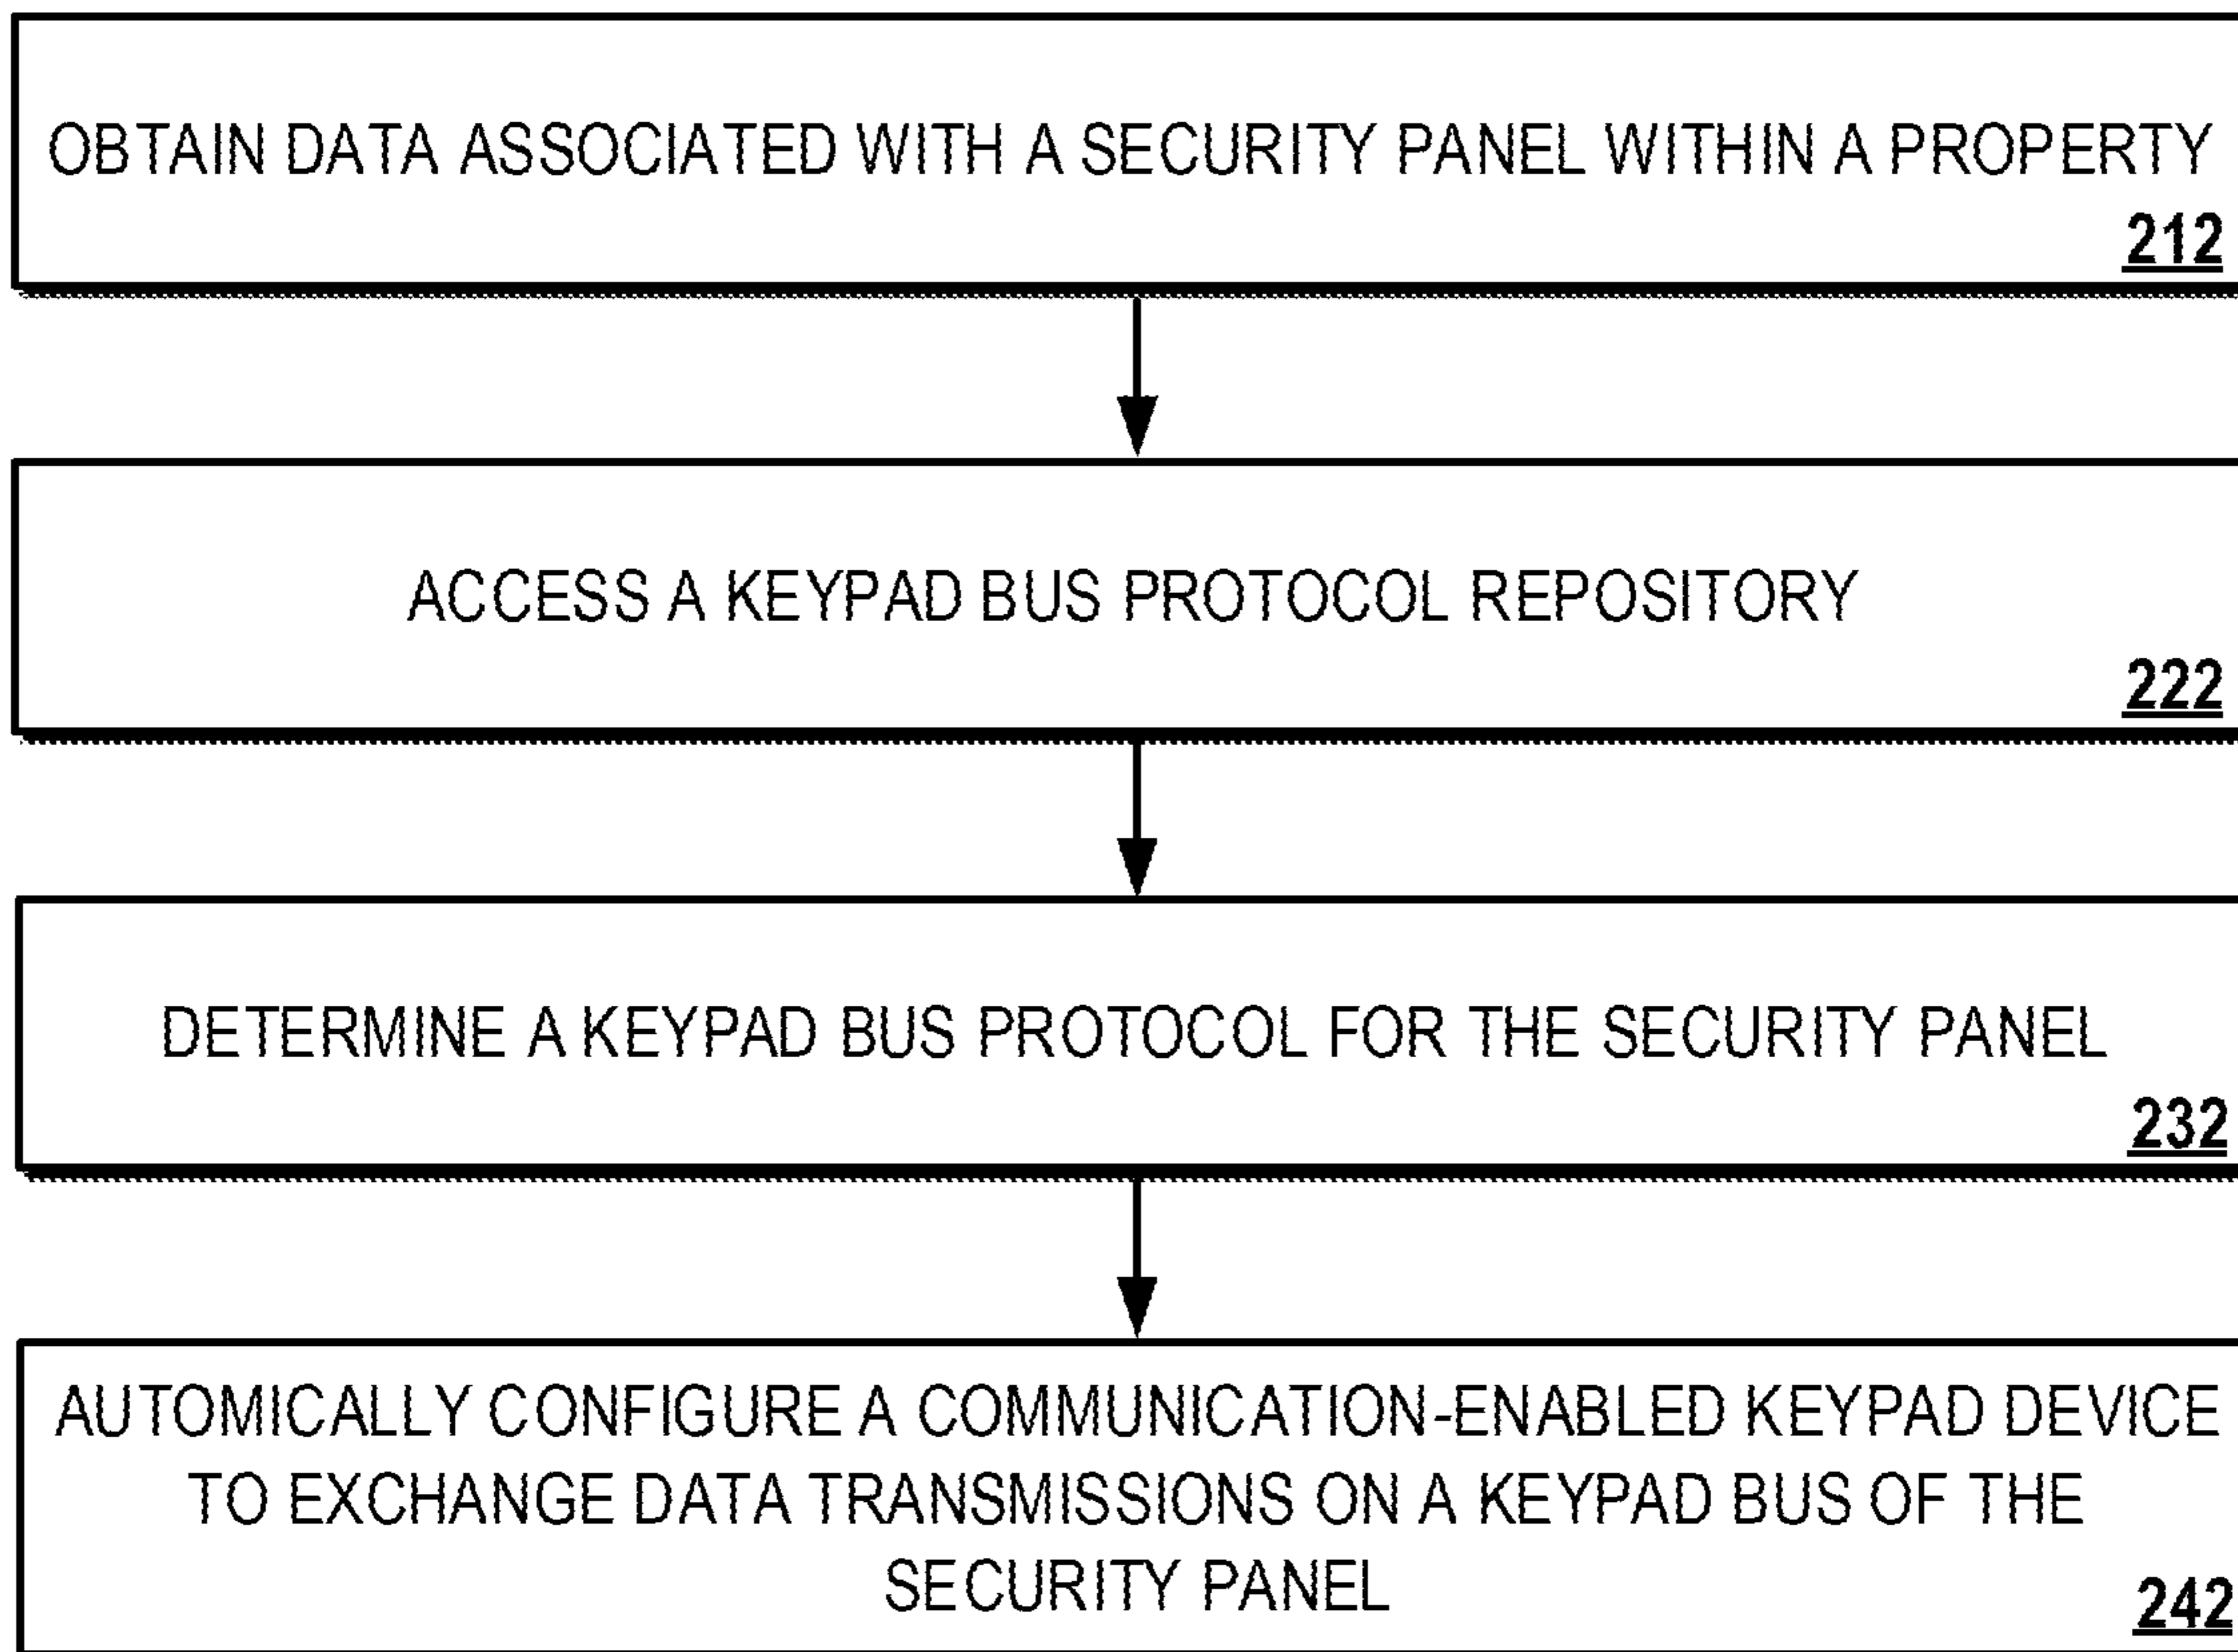 OBTAIN DATA ASSOCIATED WITH A SECURITY PANEL WITHIN A PROPERTY
212
ACCESS A KEYPAD BUS PROTOCOL REPOSITORY
222
DETERMINE A KEYPAD BUS PROTOCOL FOR THE SECURITY PANEL
232
AUTOMICALLY CONFIGURE A COMMUNICATION-ENABLED KEYPAD DEVICE
TO EXCHANGE DATA TRANSMISSIONS ON A KEYPAD BUS OF THE
SECURITY PANEL
242